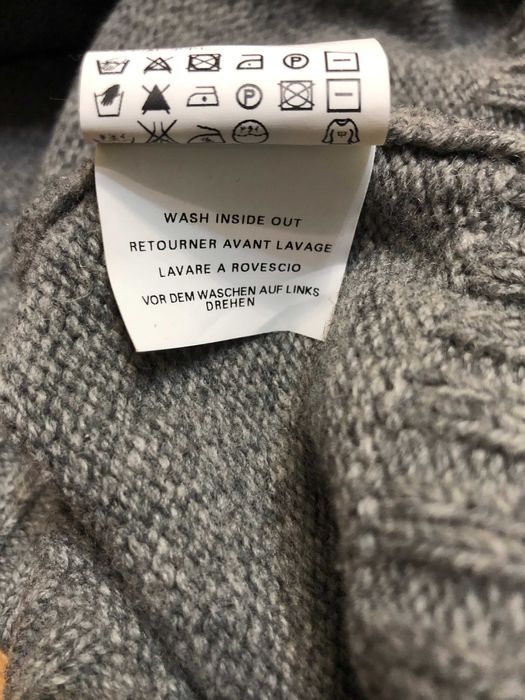 WASH INSIDE OUT
RETOURNER AVANT LAVAGE
LAVARE A ROVESCIO
VOR DEM WASCHEN AUF LINKS
DREHEN